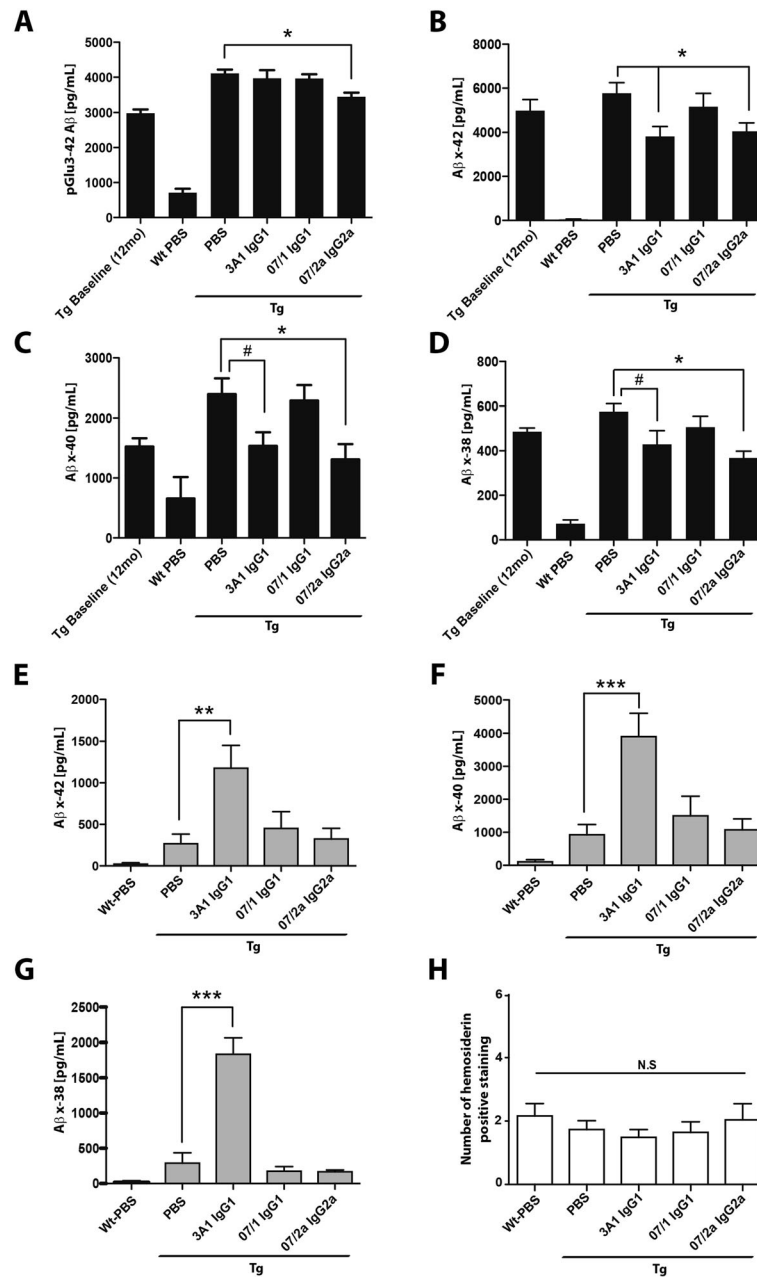 A
pGlu3-42 Aβ [pg/mL]
5000
4000
3000
2000
1000
0
*
Tg Baseline (12mo)
Wt PBS
PBS
3A1 IgG1
07/1 IgG1
07/2a IgG2a
Tg
B
Aβ x-42 [pg/mL]
8000
6000
4000
2000
0
*
Tg Baseline (12mo)
Wt PBS
PBS
3A1 IgG1
07/1 IgG1
07/2a IgG2a
Tg
C
Aβ x-40 [pg/mL]
3000
2000
1000
0
*
#
Tg Baseline (12mo)
Wt PBS
PBS
3A1 IgG1
07/1 IgG1
07/2a IgG2a
Tg
D
Aβ x-38 [pg/mL]
800
600
400
200
0
*
#
Tg Baseline (12mo)
Wt PBS
PBS
3A1 IgG1
07/1 IgG1
07/2a IgG2a
Tg
E
Aβ x-42 [pg/mL]
2000
1500
1000
500
0
**
Wt-PBS
PBS
3A1 IgG1
07/1 IgG1
07/2a IgG2a
Tg
F
Aβ x-40 [pg/mL]
5000
4000
3000
2000
1000
0
***
Wt-PBS
PBS
3A1 IgG1
07/1 IgG1
07/2a IgG2a
Tg
G
Aβ x-38 [pg/mL]
2500
2000
1500
1000
500
0
***
Wt-PBS
PBS
3A1 IgG1
07/1 IgG1
07/2a IgG2a
Tg
H
Number of hemosiderin
positive staining
6
4
2
0
N.S
Wt-PBS
PBS
3A1 IgG1
07/1 IgG1
07/2a IgG2a
Tg